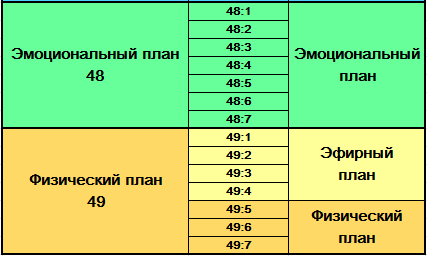 Эмоциональный план
48
48:1
48:2
48:3
48:4
48:5
48:6
48:7
Эмоциональный
план
Физический план
49
49:1
49:2
49:3
49:4
49:5
49:6
49:7
Эфирный
план
Физический
план